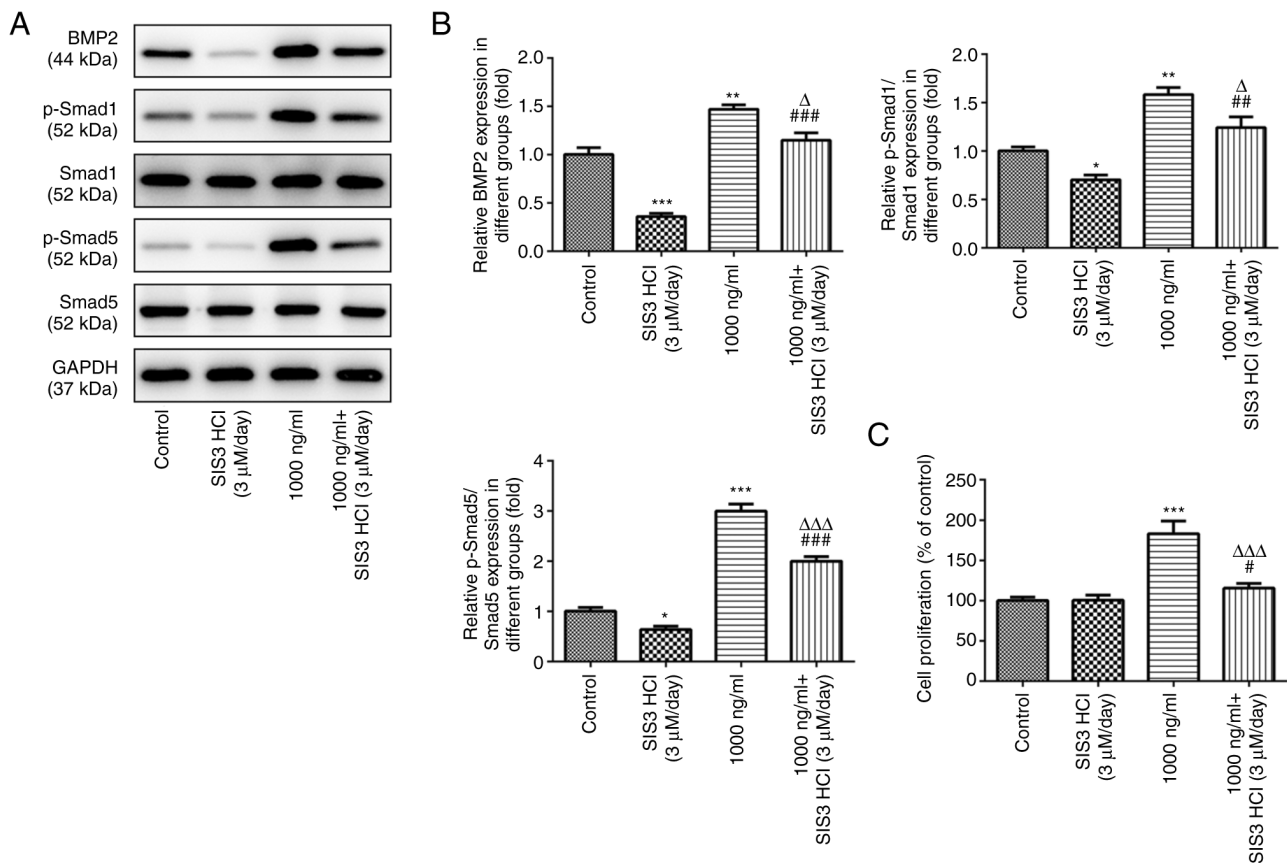 A
BMP2
(44 kDa)
p-Smad1
(52 kDa)
Smad1
(52 kDa)
p-Smad5
(52 kDa)
Smad5
(52 kDa)
GAPDH
(37 kDa)
Control
SIS3 HCl
(3 μM/day)
1000 ng/ml
1000 ng/ml+
SIS3 HCl (3 μM/day)
B
Relative BMP2 expression in
different groups (fold)
2.0
1.5
1.0
0.5
0.0
***
**
Δ
###
Control
SIS3 HCl
(3 μM/day)
1000 ng/ml
1000 ng/ml+
SIS3 HCl (3 μM/day)
Relative p-Smad1/
Smad1 expression in
different groups (fold)
2.0
1.5
1.0
0.5
0.0
*
**
Δ
##
Control
SIS3 HCl
(3 μM/day)
1000 ng/ml
1000 ng/ml+
SIS3 HCl (3 μM/day)
Relative p-Smad5/
Smad5 expression in
different groups (fold)
4
3
2
1
0
*
***
ΔΔΔ
###
Control
SIS3 HCl
(3 μM/day)
1000 ng/ml
1000 ng/ml+
SIS3 HCl (3 μM/day)
C
Cell proliferation (% of control)
250
200
150
100
50
0
***
ΔΔΔ
#
Control
SIS3 HCl
(3 μM/day)
1000 ng/ml
1000 ng/ml+
SIS3 HCl (3 μM/day)